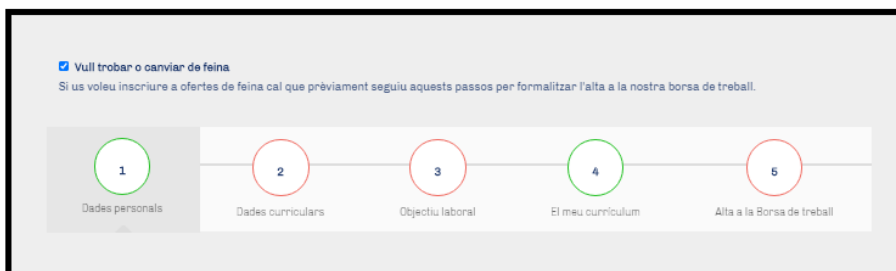 Vull trobar o canviar de feina
Si us voleu inscriure a ofertes de feina cal que prèviament seguiu aquests passos per formalitzar l'alta a la nostra borsa de treball.
1
2
3
4
5
Dades personals
Dades curriculars
Objectiu laboral
El meu currículum
Alta a la Borsa de treball